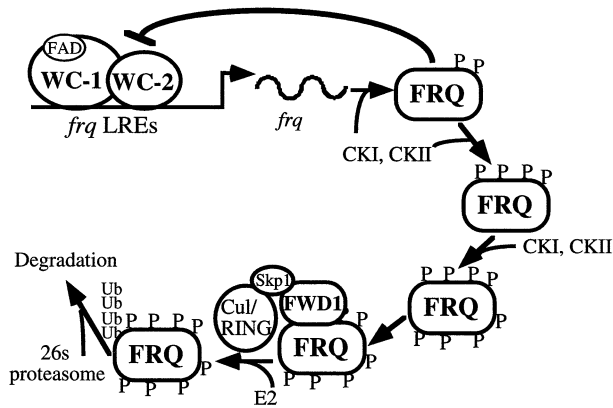 FAD
WC-1 WC-2
frq LREs
frq
P P
FRQ
CKI, CKII
P P P P P
FRQ
CKI, CKII
P P P P
FRQ P
P P P
Skp1
Cul/
RING
FWD1
P P
FRQ P
P P P
E2
Ub
Ub
Ub
Ub P P P P
FRQ P
P P P P
26s
proteasome
Degradation